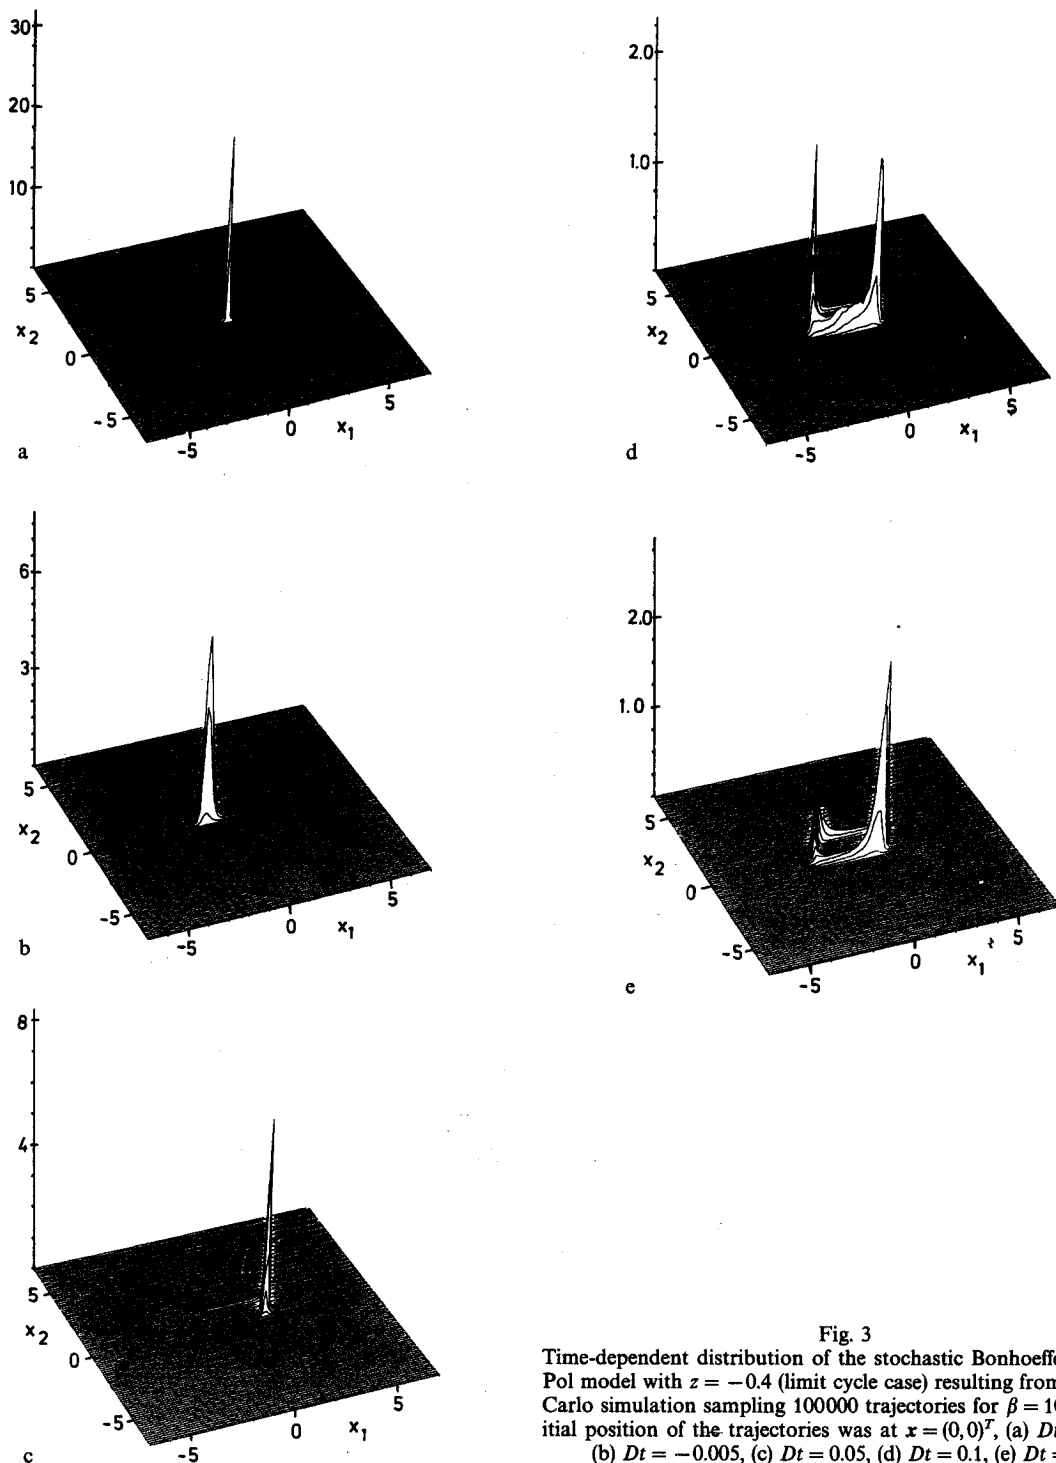 30
20
10
5
x2
0
-5
-5
0
x1
5
a
6
3
5
x2
0
-5
-5
0
x1
5
b
8
4
5
x2
0
-5
-5
0
x1
5
c
2.0
1.0
5
x2
0
-5
-5
0
x1
5
d
2.0
1.0
5
x2
0
-5
-5
0
x1
5
e
Fig. 3
Time-dependent distribution of the stochastic Bonhoeffe
Pol model with z = −0.4 (limit cycle case) resulting from
Carlo simulation sampling 100000 trajectories for β = 10
itial position of the trajectories was at x = (0,0)^T, (a) Dt
(b) Dt = −0.005, (c) Dt = 0.05, (d) Dt = 0.1, (e) Dt =